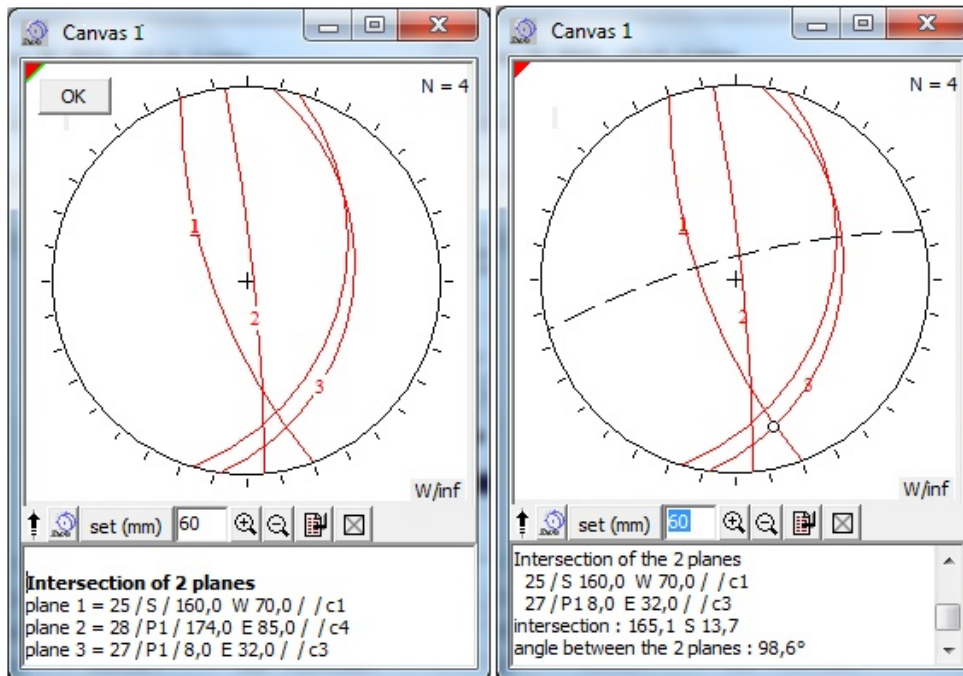 Canvas 1
OK
N = 4
1
2
3
W/inf
set (mm) 60
Intersection of 2 planes
plane 1 = 25 / S / 160,0 W 70,0 / / c1
plane 2 = 28 / P1 / 174,0 E 85,0 / / c4
plane 3 = 27 / P1 / 8,0 E 32,0 / / c3
Canvas 1
N = 4
1
2
3
W/inf
set (mm) 60
Intersection of the 2 planes
25 / S 160,0 W 70,0 / / c1
27 / P1 8,0 E 32,0 / / c3
intersection : 165,1 S 13,7
angle between the 2 planes : 98,6°